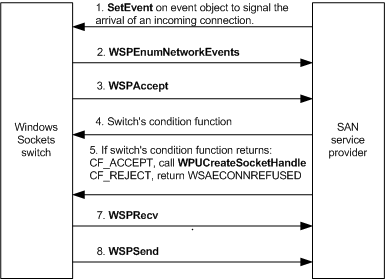 1. SetEvent on event object to signal the
arrival of an incoming connection.
2. WSPEnumNetworkEvents
3. WSPAccept
4. Switch's condition function
Windows
Sockets
switch
SAN
service
provider
5. If switch's condition function returns:
CF_ACCEPT, call WPUCreateSocketHandle
CF_REJECT, return WSAECONNREFUSED
7. WSPRecv
8. WSPSend